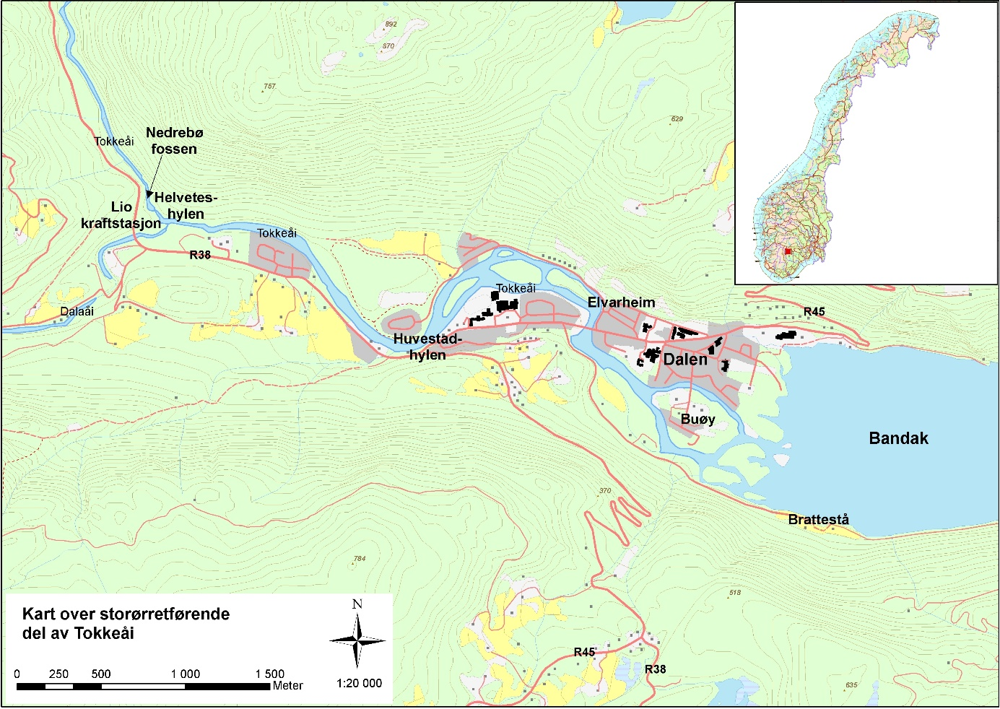 892
870
757
629
Tokkeåi
Nedrebø
fossen
Helvetes-
hylen
Lio
kraftstasjon
Tokkeåi
R38
Tokkeåi
Elvarheim
R45
Dalaåi
Huvestad-
hylen
Dalen
Buøy
Bandak
370
Brattestå
784
518
Kart over storørretførende
del av Tokkeåi
N
0 250 500 1 000 1 500
Meter
1:20 000
R45
R38
635